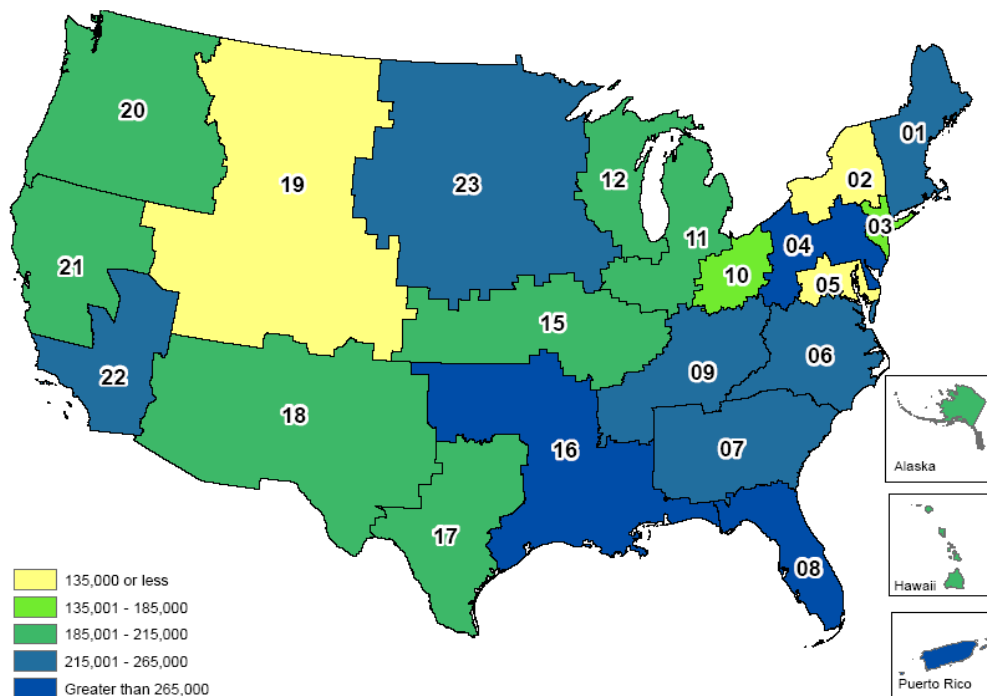 01
20
02
19
23
12
03
11
04
21
10
05
15
06
09
22
18
07
16
Alaska
17
08
135,000 or less
135,001 - 185,000
Hawaii
185,001 - 215,000
215,001 - 265,000
Greater than 265,000
Puerto Rico